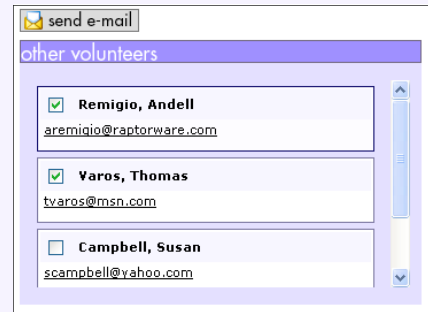 send e-mail
other volunteers
Remigio, Andell
aremigio@raptorware.com
Varos, Thomas
tvaros@msn.com
Campbell, Susan
scampbell@yahoo.com